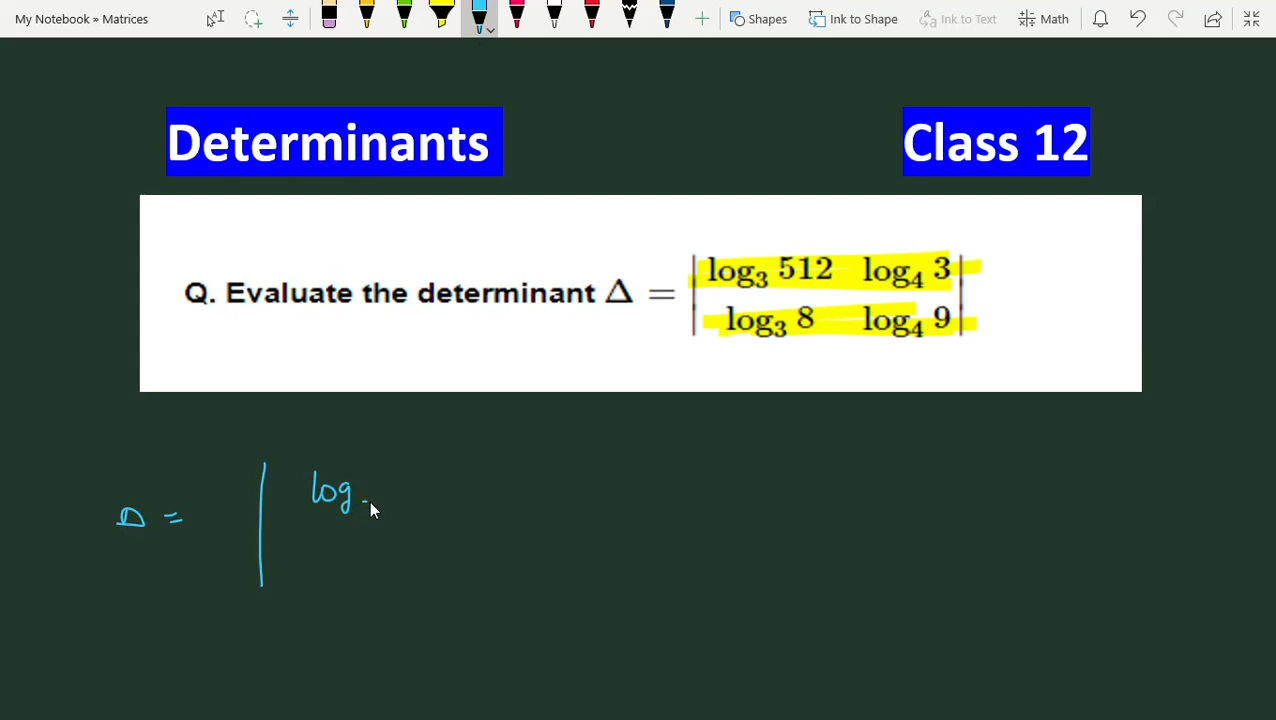 My Notebook » Matrices Shapes Ink to Shape Ink to Text Math
Determinants Class 12
Q. Evaluate the determinant Δ = | log₃ 512 log₄ 3 |
| log₃ 8 log₄ 9 |
Δ = | log